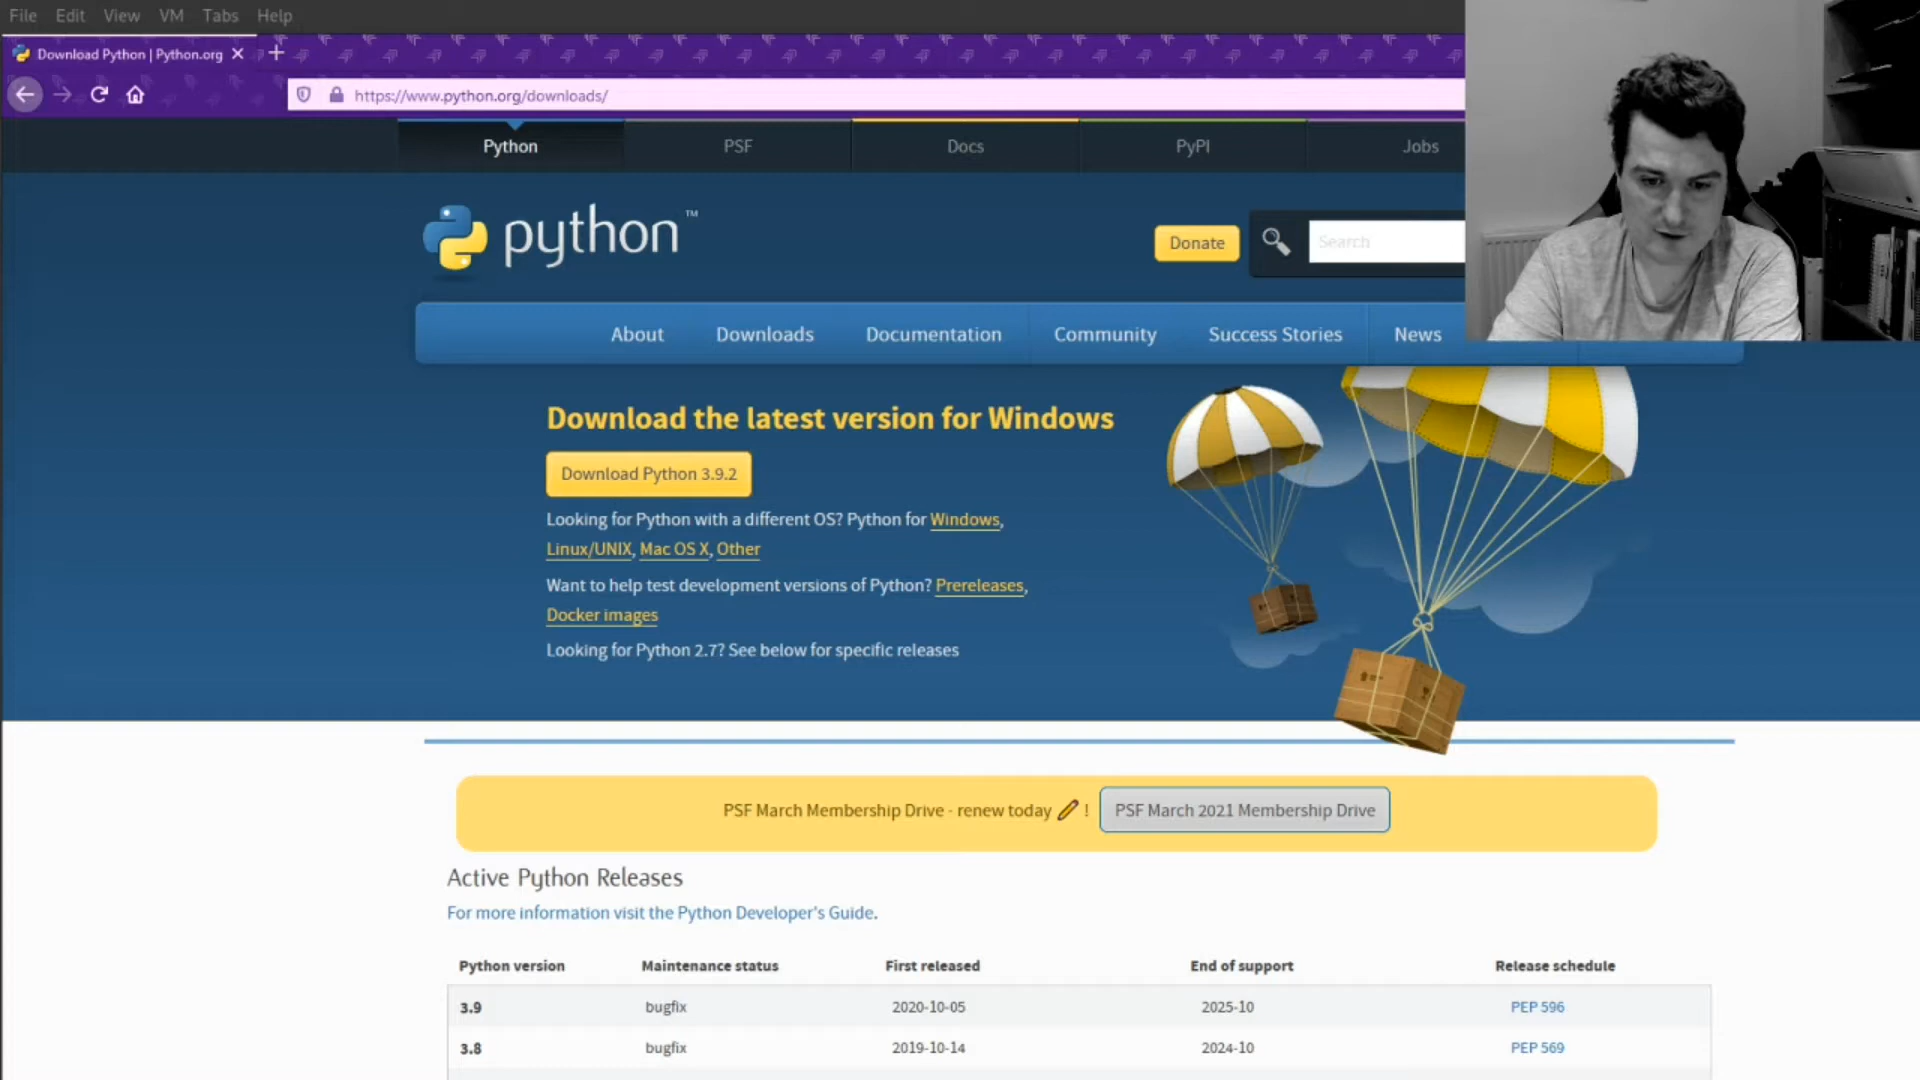 File Edit View VM Tabs Help
Download Python | Python.org
https://www.python.org/downloads/
Python PSF Docs PyPI Jobs
python™
Donate
Search
About Downloads Documentation Community Success Stories News
Download the latest version for Windows
Download Python 3.9.2
Looking for Python with a different OS? Python for Windows,
Linux/UNIX, Mac OS X, Other
Want to help test development versions of Python? Prereleases,
Docker images
Looking for Python 2.7? See below for specific releases
PSF March Membership Drive - renew today ! PSF March 2021 Membership Drive
Active Python Releases
For more information visit the Python Developer's Guide.
Python version Maintenance status First released End of support Release schedule
3.9 bugfix 2020-10-05 2025-10 PEP 596
3.8 bugfix 2019-10-14 2024-10 PEP 569